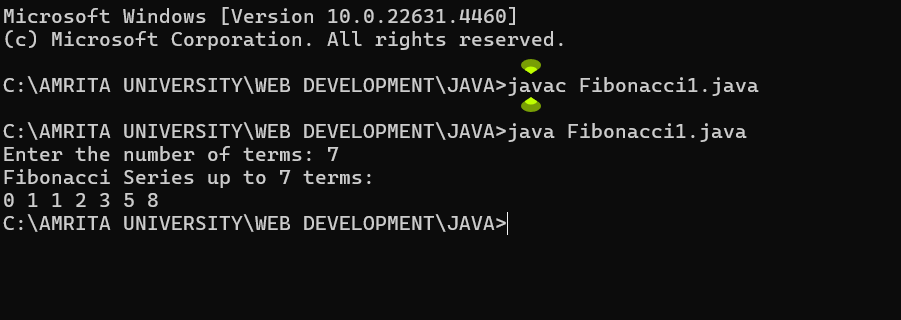 Microsoft Windows [Version 10.0.22631.4460]
(c) Microsoft Corporation. All rights reserved.
C:\AMRITA UNIVERSITY\WEB DEVELOPMENT\JAVA>javac Fibonacci1.java
C:\AMRITA UNIVERSITY\WEB DEVELOPMENT\JAVA>java Fibonacci1.java
Enter the number of terms: 7
Fibonacci Series up to 7 terms:
0 1 1 2 3 5 8
C:\AMRITA UNIVERSITY\WEB DEVELOPMENT\JAVA>